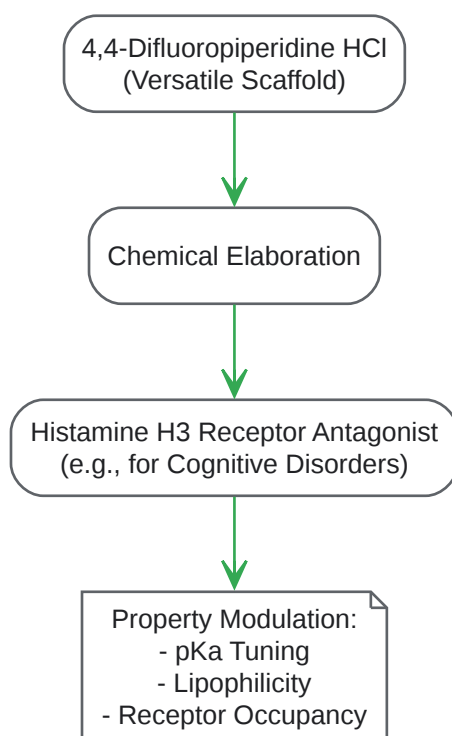 4,4-Difluoropiperidine HCl
(Versatile Scaffold)
Chemical Elaboration
Histamine H3 Receptor Antagonist
(e.g., for Cognitive Disorders)
Property Modulation:
- pKa Tuning
- Lipophilicity
- Receptor Occupancy